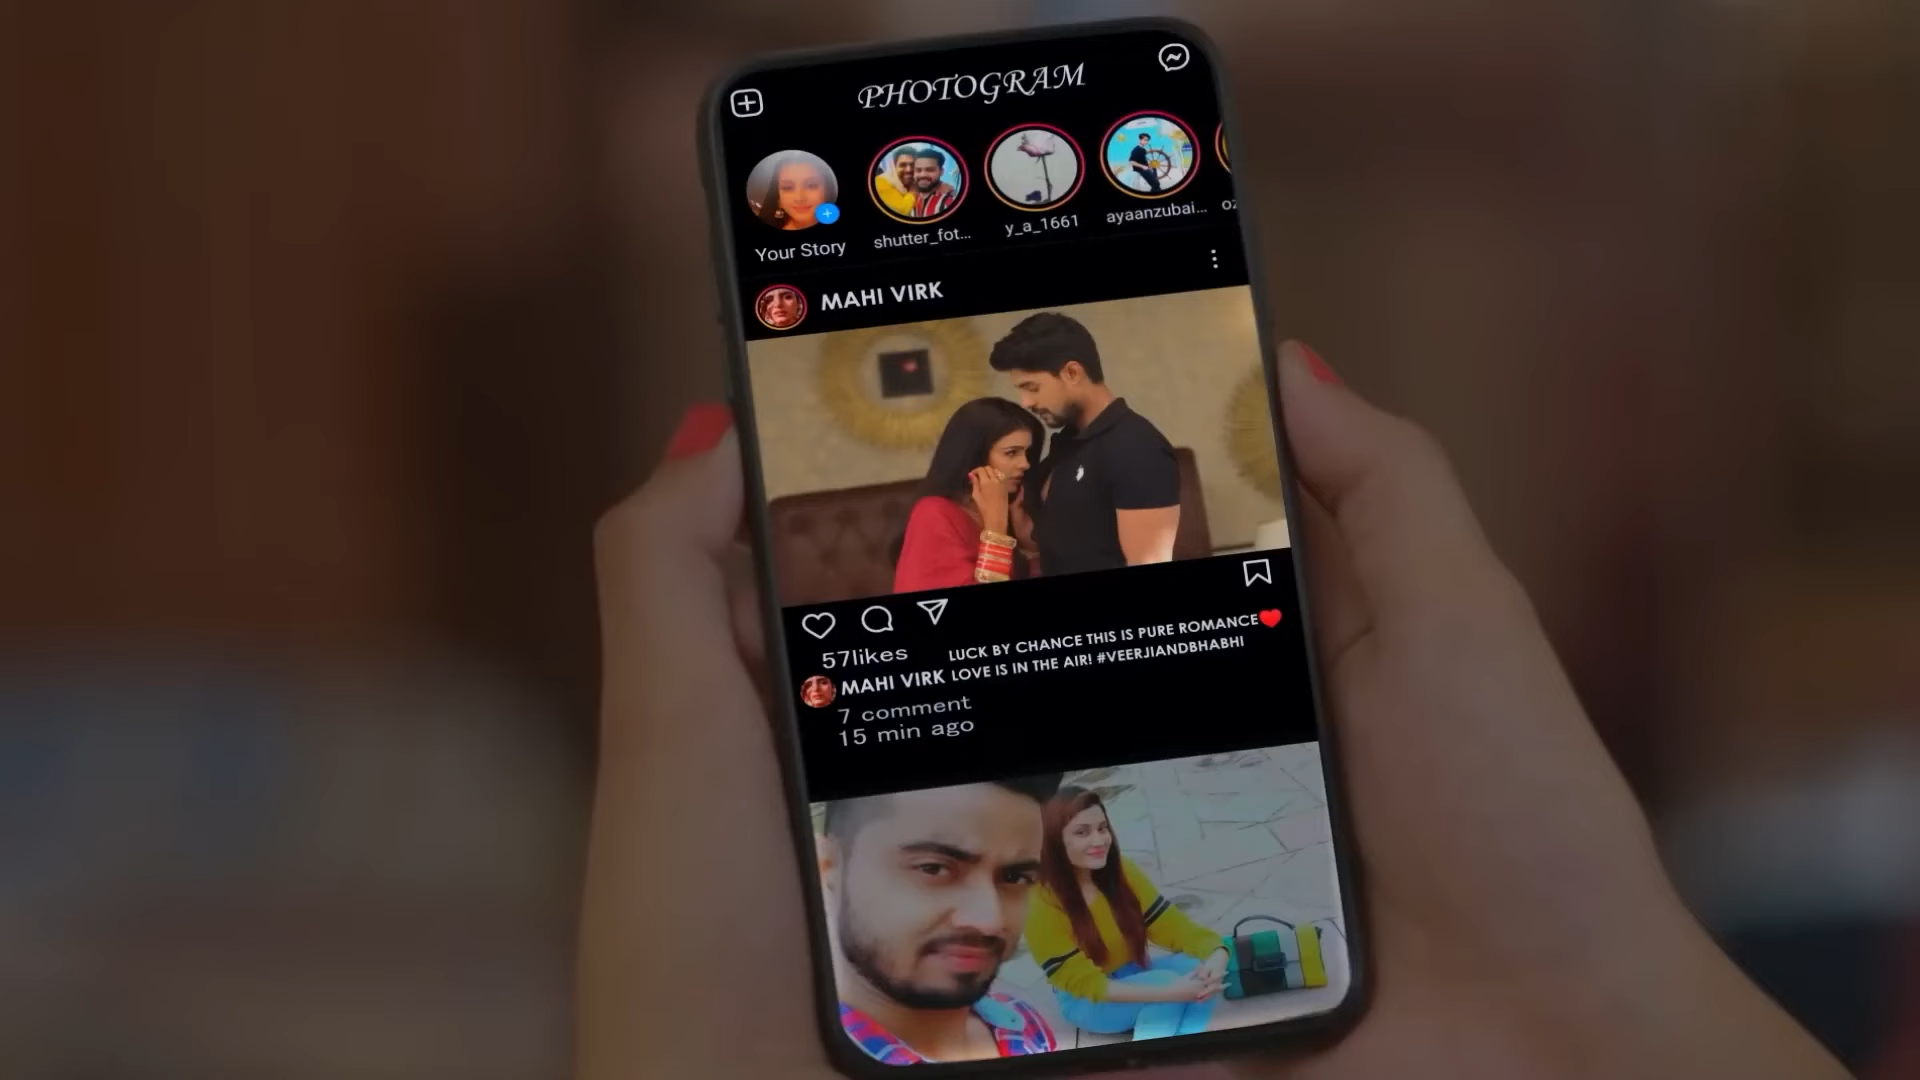 PHOTOGRAM
Your Story
shutter_fot...
y_a_1661
ayaanzubai...
oz
MAHI VIRK
57likes
LUCK BY CHANCE THIS IS PURE ROMANCE❤️
MAHI VIRK LOVE IS IN THE AIR! #VEERJIANDBHABHI
7 comment
15 min ago